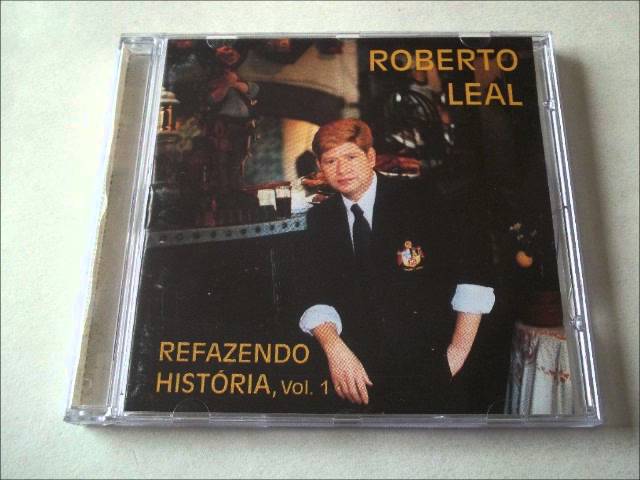 ROBERTO
LEAL
REFAZENDO
HISTÓRIA, Vol. 1